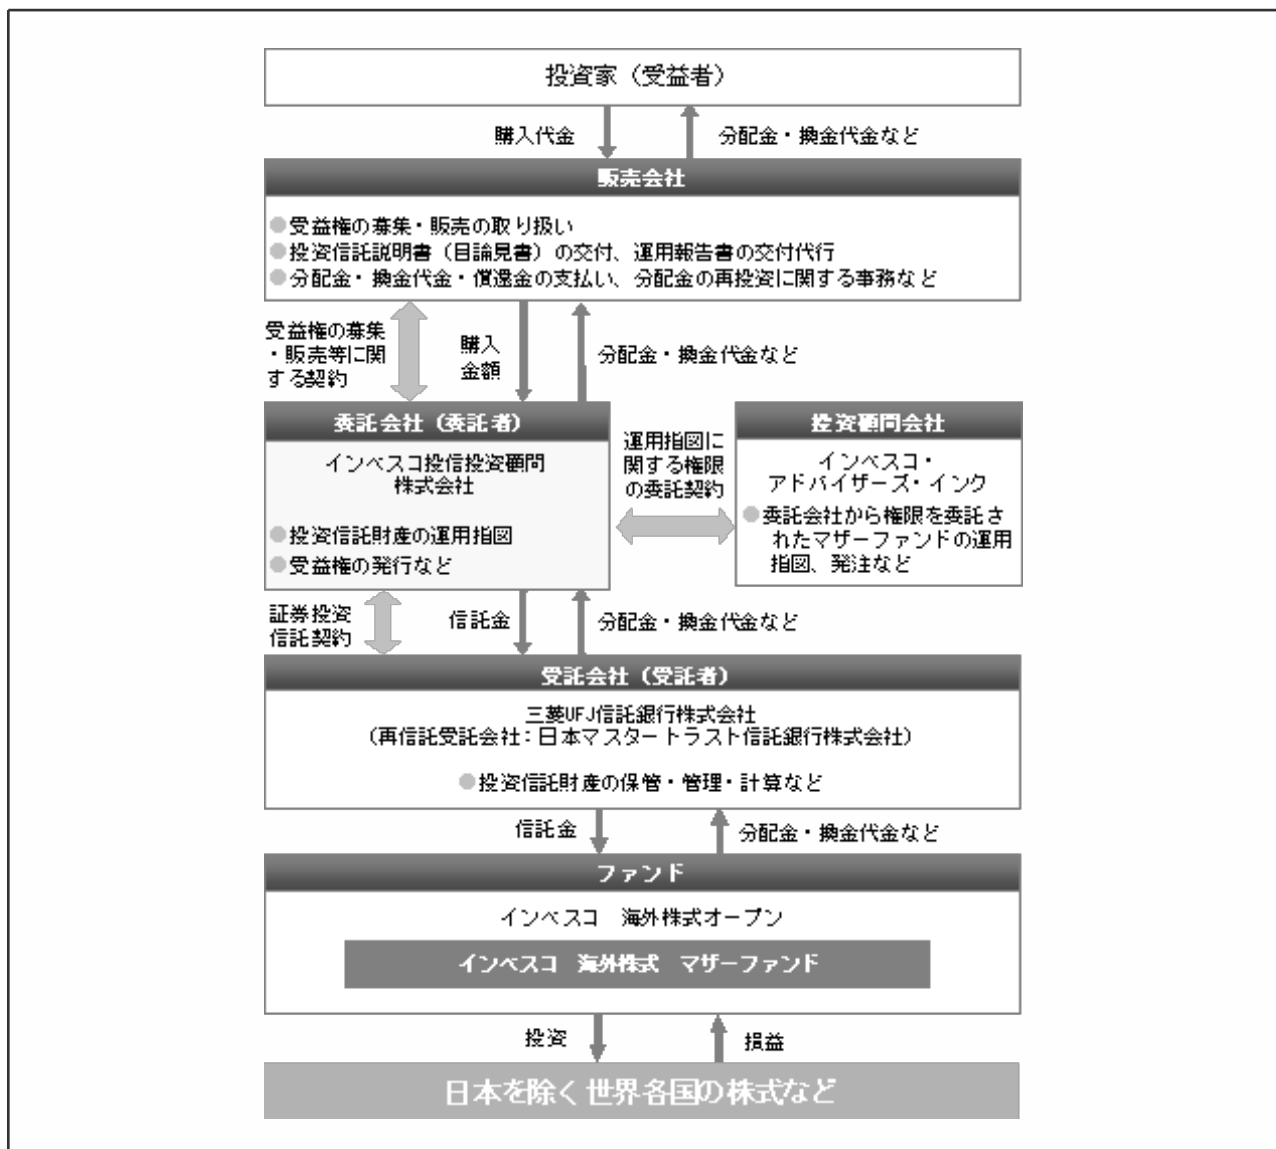 投資家（受益者）
購入代金
分配金・換金代金など
販売会社
●受益権の募集・販売の取り扱い
●投資信託説明書（目論見書）の交付、運用報告書の交付代行
●分配金・換金代金・償還金の支払い、分配金の再投資に関する事務など
受益権の募集
・販売等に関
する契約
購入
金額
分配金・換金代金など
委託会社（委託者）
インベスコ投信投資顧問
株式会社
●投資信託財産の運用指図
●受益権の発行など
運用指図に
関する権限
の委託契約
投資顧問会社
インベスコ・
アドバイザーズ・インク
●委託会社から権限を委託さ
れたマザーファンドの運用
指図、発注など
証券投資
信託契約
信託金
分配金・換金代金など
受託会社（受託者）
三菱UFJ信託銀行株式会社
（再信託受託会社：日本マスタートラスト信託銀行株式会社）
●投資信託財産の保管・管理・計算など
信託金
分配金・換金代金など
ファンド
インベスコ　海外株式オープン
インベスコ　海外株式　マザーファンド
投資
損益
日本を除く世界各国の株式など